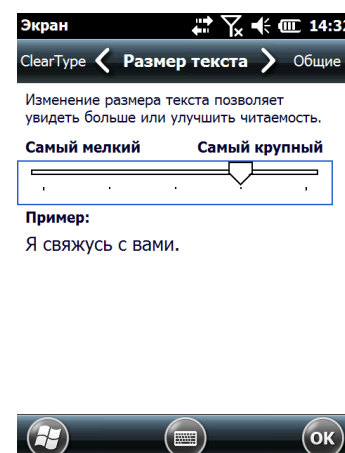 Экран 14:32
ClearType Размер текста Общие
Изменение размера текста позволяет
увидеть больше или улучшить читаемость.
Самый мелкий Самый крупный
Пример:
Я свяжусь с вами.
OK